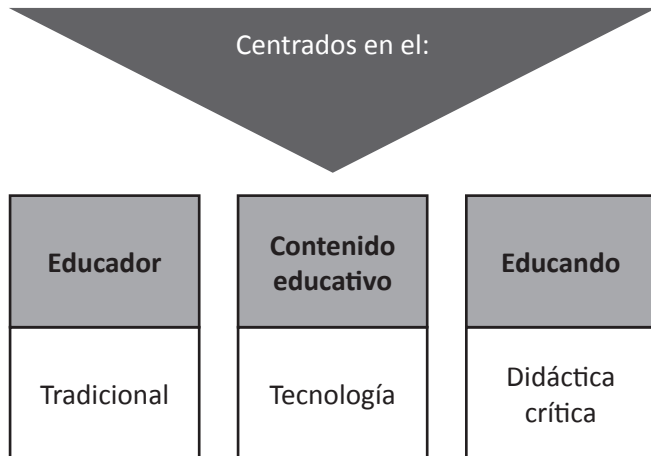 Centrados en el:
Educador
Contenido
educativo
Educando
Tradicional
Tecnología
Didáctica
crítica